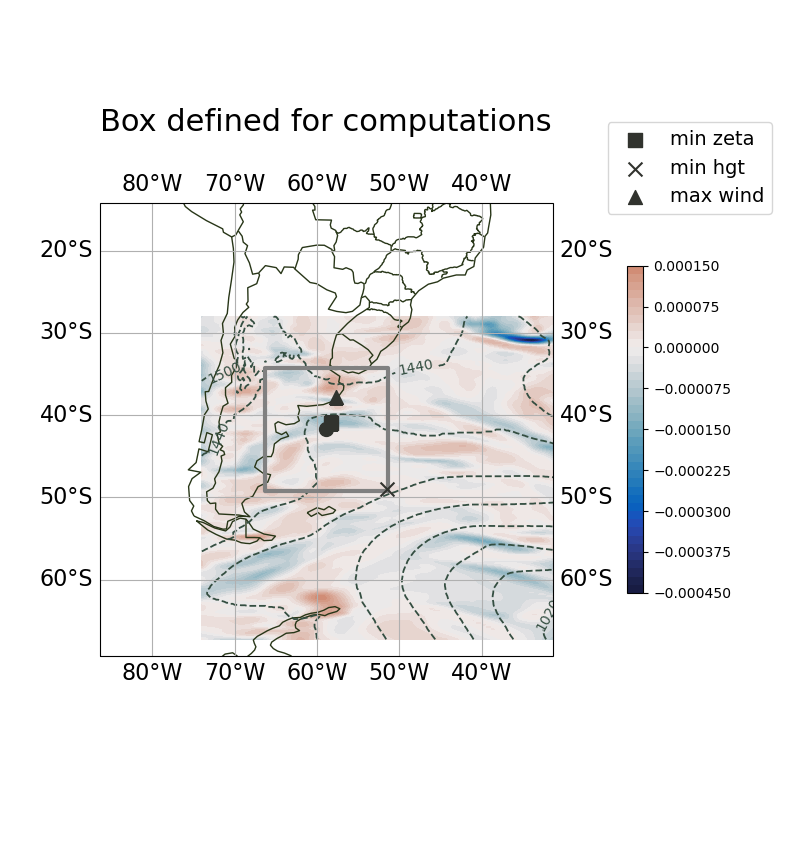 Box defined for computations
min zeta
min hgt
max wind
80°W 70°W 60°W 50°W 40°W
20°S 20°S
30°S 30°S
40°S 40°S
50°S 50°S
60°S 60°S
1500
1440
1020
80°W 70°W 60°W 50°W 40°W
0.000150
0.000075
0.000000
−0.000075
−0.000150
−0.000225
−0.000300
−0.000375
−0.000450